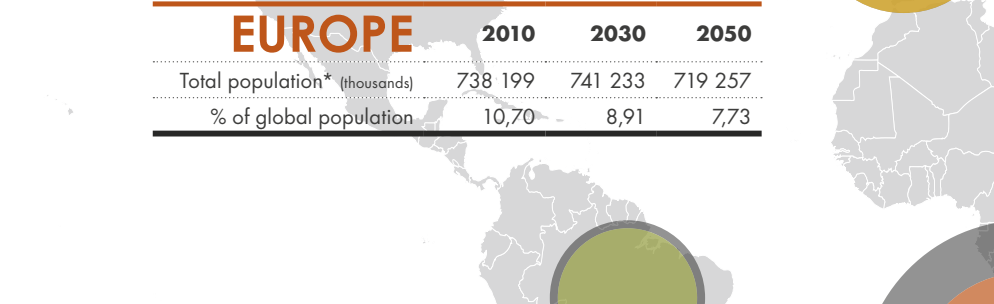 EUROPE 2010 2030 2050
Total population* (thousands) 738 199 741 233 719 257
% of global population 10,70 8,91 7,73